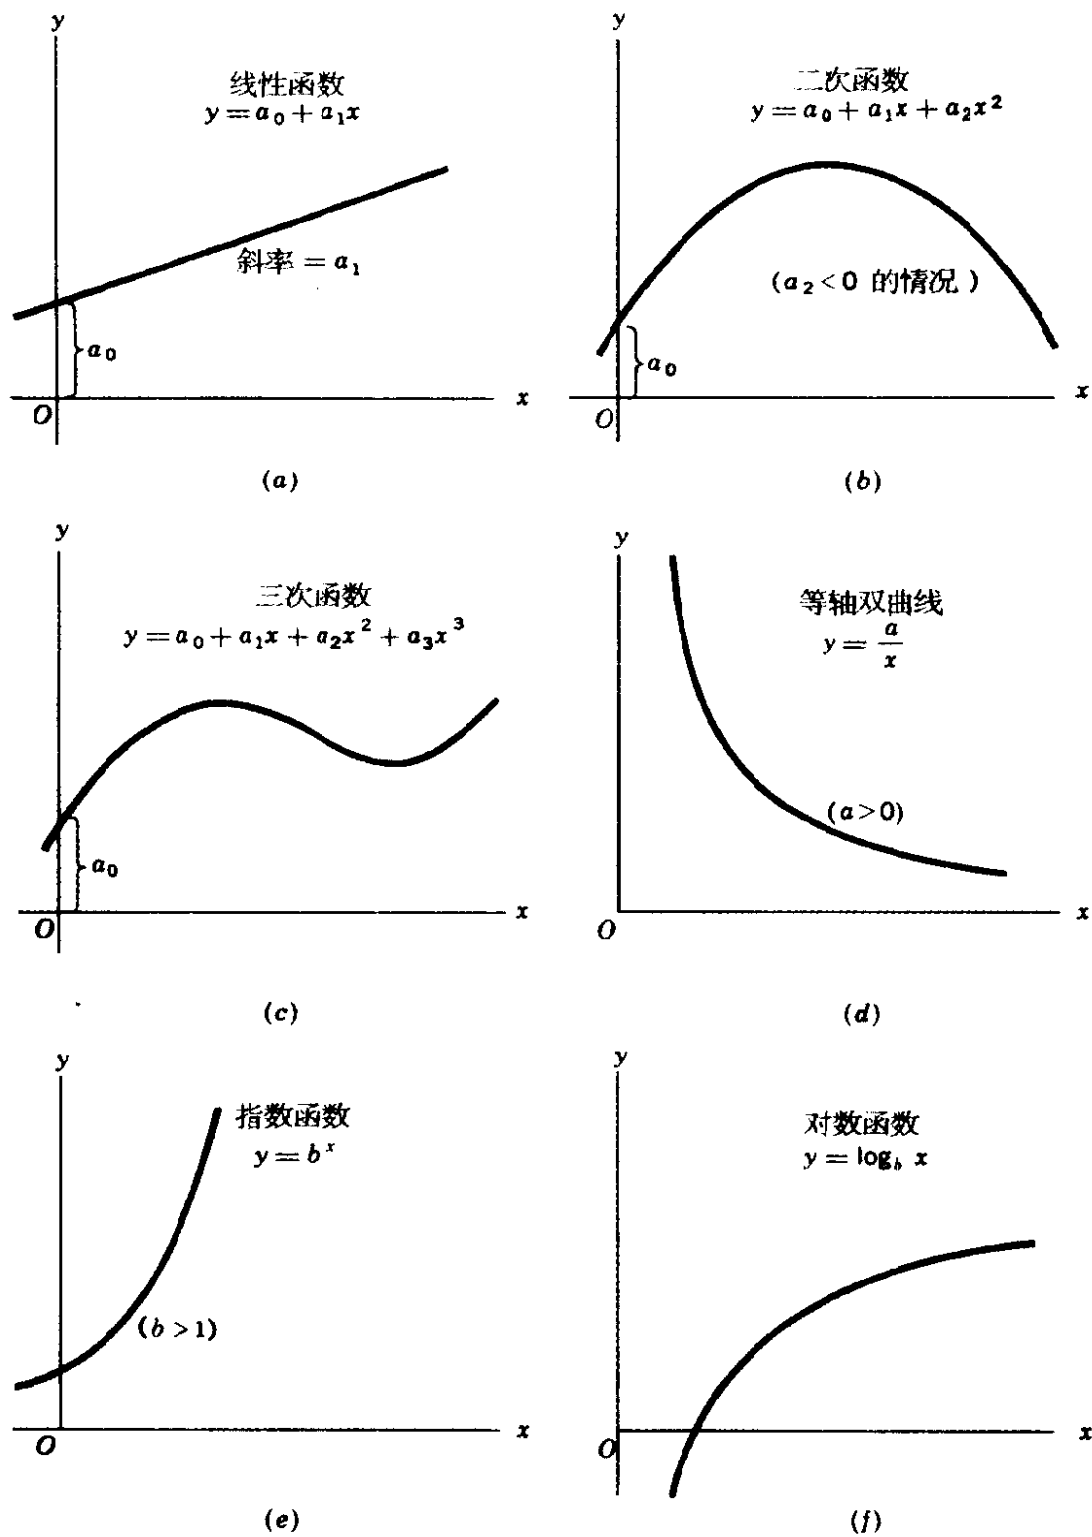 y
线性函数
y = a₀ + a₁x
斜率 = a₁
a₀
O
x
(a)
y
二次函数
y = a₀ + a₁x + a₂x²
(a₂<0 的情况)
a₀
O
x
(b)
y
三次函数
y = a₀ + a₁x + a₂x² + a₃x³
a₀
O
x
(c)
y
等轴双曲线
y = a/x
(a>0)
O
x
(d)
y
指数函数
y = bˣ
(b>1)
O
x
(e)
y
对数函数
y = log_b x
O
x
(f)